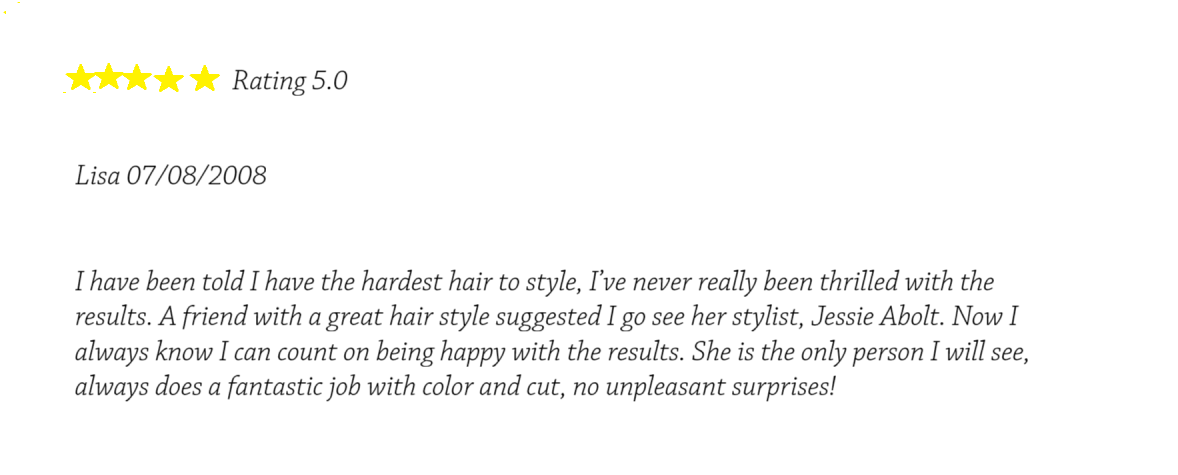 Rating 5.0
Lisa 07/08/2008
I have been told I have the hardest hair to style, I’ve never really been thrilled with the
results. A friend with a great hair style suggested I go see her stylist, Jessie Abolt. Now I
always know I can count on being happy with the results. She is the only person I will see,
always does a fantastic job with color and cut, no unpleasant surprises!